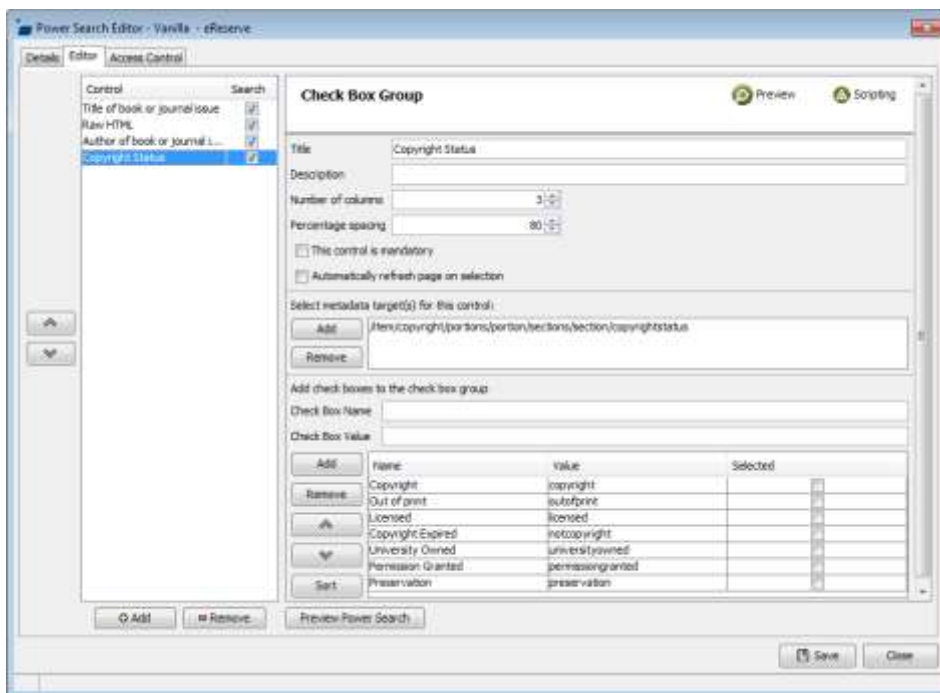 Power Search Editor - Vanilla - eReserve
Details Editor Access Control
Control Search
Title of book or journal issue
Raw HTML
Author of book or journal i...
Copyright Status
Check Box Group Preview Scripting
Title Copyright Status
Description
Number of columns 3
Percentage spacing 80
This control is mandatory
Automatically refresh page on selection
Select metadata target(s) for this control:
Add /item/copyright/portions/portion/sections/section/copyrightstatus
Remove
Add check boxes to the check box group
Check Box Name
Check Box Value
Add Name Value Selected
Remove
Sort
Copyright copyright
Out of print outofprint
Licensed licensed
Copyright Expired notcopyright
University Owned universityowned
Permission Granted permissiongranted
Preservation preservation
Add Remove Preview Power Search
Save Close